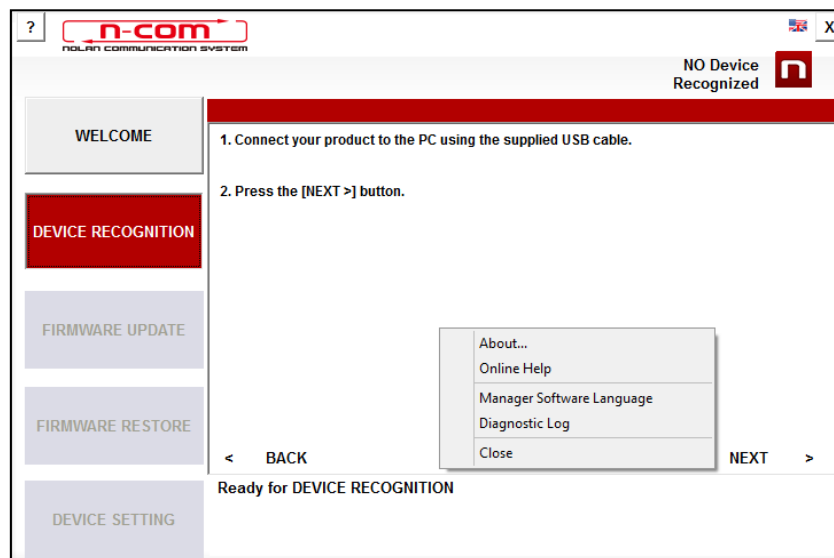 ?
n-com
NOLAN COMMUNICATION SYSTEM
X
NO Device
Recognized
n
WELCOME
DEVICE RECOGNITION
FIRMWARE UPDATE
FIRMWARE RESTORE
DEVICE SETTING
1. Connect your product to the PC using the supplied USB cable.
2. Press the [NEXT >] button.
About...
Online Help
Manager Software Language
Diagnostic Log
Close
< BACK
NEXT >
Ready for DEVICE RECOGNITION